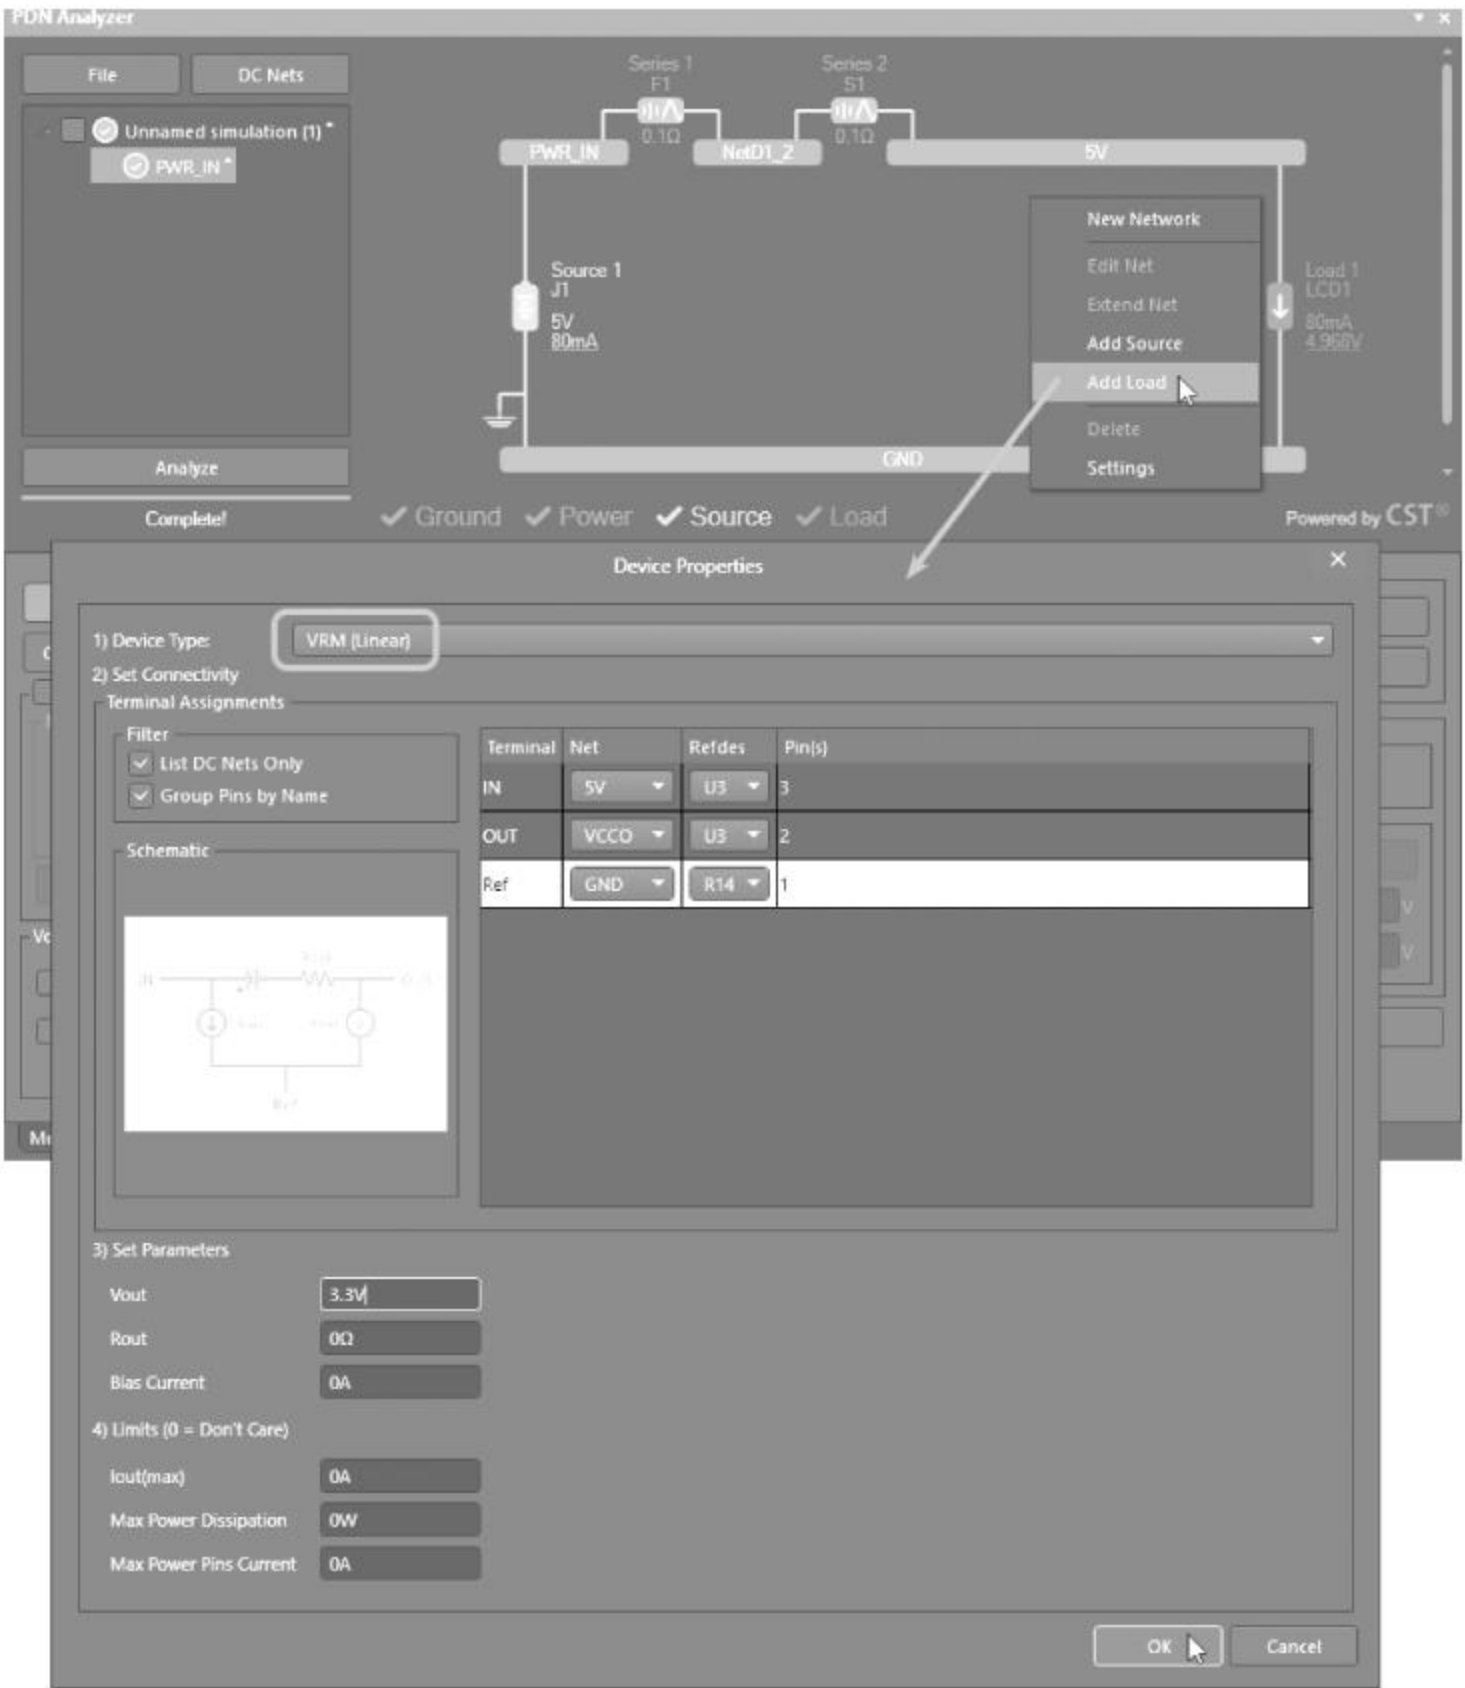 PDN Analyzer
File
DC Nets
Unnamed simulation (1) *
PWR_IN *
Analyze
Complete!
Series 1
F1
0.1Ω
Series 2
S1
0.1Ω
PWR_IN
NetD1_2
5V
Source 1
J1
5V
80mA
New Network
Edit Net
Extend Net
Add Source
Add Load
Delete
Settings
Load 1
LCD1
80mA
GND
Ground
Power
Source
Load
Powered by CST®
Device Properties
1) Device Type:
VRM (Linear)
2) Set Connectivity
Terminal Assignments
Filter
List DC Nets Only
Group Pins by Name
Schematic
IN
Ref
Terminal Net Refdes Pin(s)
IN 5V U3 3
OUT VCCO U3 2
Ref GND R14 1
V
V
3) Set Parameters
Vout 3.3V
Rout 0Ω
Bias Current 0A
4) Limits (0 = Don't Care)
Iout(max) 0A
Max Power Dissipation 0W
Max Power Pins Current 0A
OK
Cancel